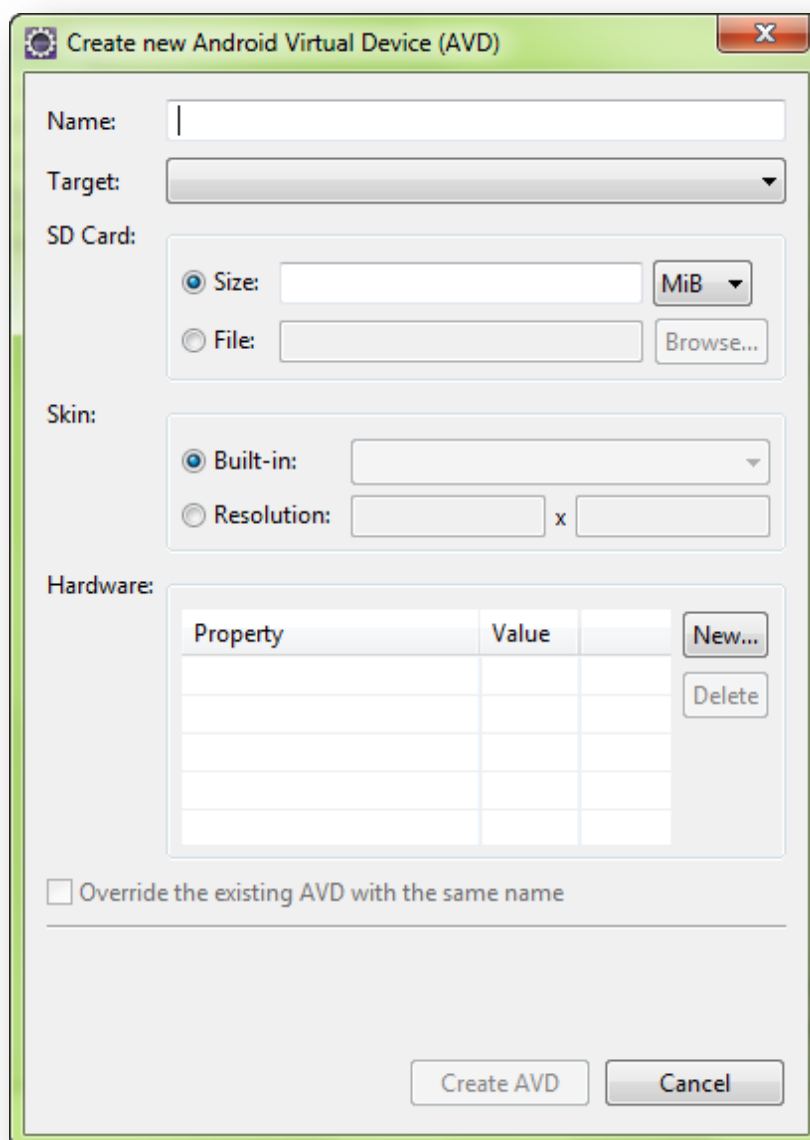 Create new Android Virtual Device (AVD)
Name:
Target:
SD Card:
Size: MiB
File: Browse...
Skin:
Built-in:
Resolution: x
Hardware:
Property Value New...
Delete
Override the existing AVD with the same name
Create AVD Cancel